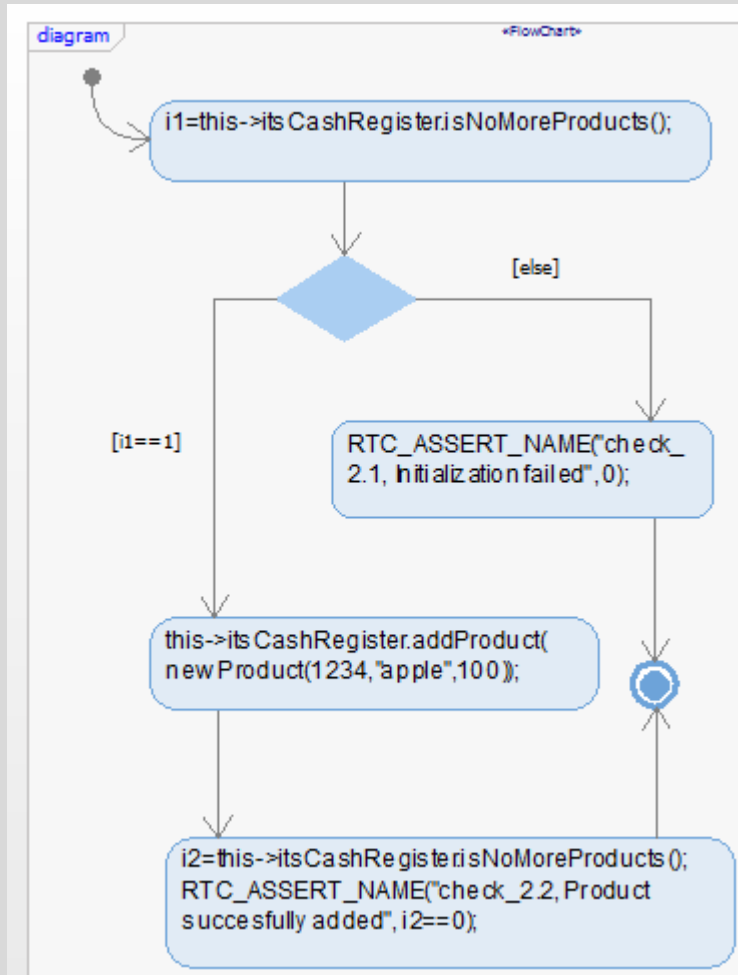 diagram
«FlowChart»
i1=this->itsCashRegister.isNoMoreProducts();
[else]
[i1==1]
RTC_ASSERT_NAME("check_
2.1, Initialization failed", 0);
this->itsCashRegister.addProduct(
new Product(1234,"apple",100));
i2=this->itsCashRegister.isNoMoreProducts();
RTC_ASSERT_NAME("check_2.2, Product
succesfully added", i2==0);